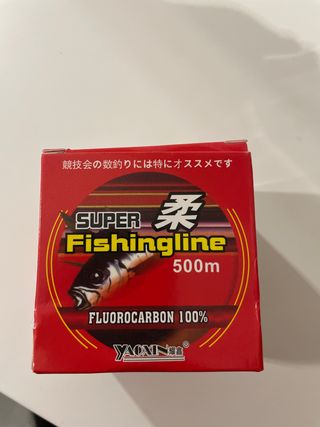 競技会の数釣りには特にオススメです
SUPER 柔
Fishingline
500m
FLUOROCARBON 100%
YAOXIN ®